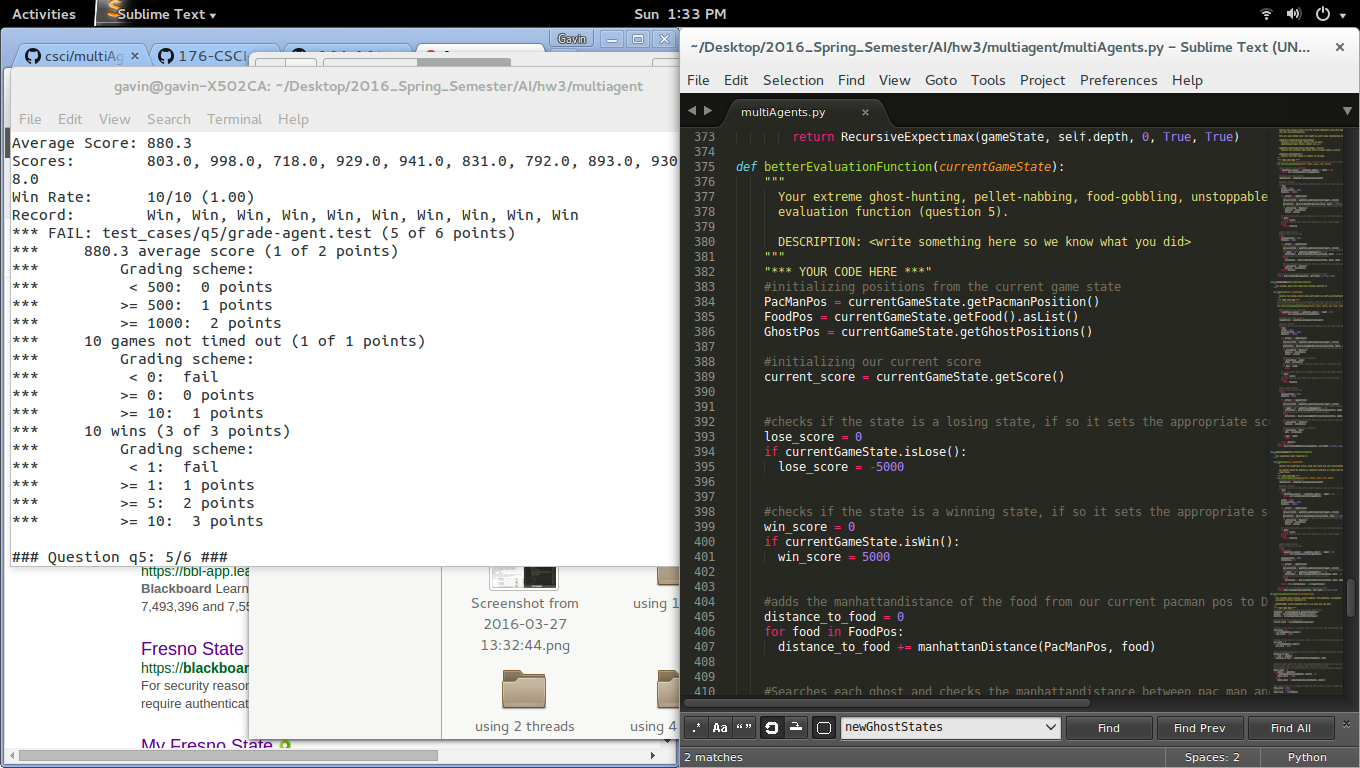 Activities
Sublime Text
Sun 1:33 PM
Gavin
csci/multiAg
176-CSCI
gavin@gavin-X502CA: ~/Desktop/2016_Spring_Semester/AI/hw3/multiagent
File Edit View Search Terminal Help
Average Score: 880.3
Scores:        803.0, 998.0, 718.0, 929.0, 941.0, 831.0, 792.0, 893.0, 930
8.0
Win Rate:      10/10 (1.00)
Record:        Win, Win, Win, Win, Win, Win, Win, Win, Win, Win
*** FAIL: test_cases/q5/grade-agent.test (5 of 6 points)
***     880.3 average score (1 of 2 points)
***         Grading scheme:
***          < 500:  0 points
***         >= 500:  1 points
***         >= 1000:  2 points
***     10 games not timed out (1 of 1 points)
***         Grading scheme:
***          < 0:  fail
***         >= 0:  0 points
***         >= 10:  1 points
***     10 wins (3 of 3 points)
***         Grading scheme:
***          < 1:  fail
***         >= 1:  1 points
***         >= 5:  2 points
***         >= 10:  3 points
### Question q5: 5/6 ###
https://bbl-app.lea
Blackboard Learn
7,493,396 and 7,55
Fresno State
https://blackboar
For security reason
require authenticat
My Fresno State
Screenshot from
2016-03-27
13:32:44.png
using 1
using 2 threads
using 4
~/Desktop/2016_Spring_Semester/AI/hw3/multiagent/multiAgents.py – Sublime Text (UN...
File Edit Selection Find View Goto Tools Project Preferences Help
multiAgents.py
373 return RecursiveExpectimax(gameState, self.depth, 0, True, True)
374
375 def betterEvaluationFunction(currentGameState):
376 """
377 Your extreme ghost-hunting, pellet-nabbing, food-gobbling, unstoppable
378 evaluation function (question 5).
379
380 DESCRIPTION: <write something here so we know what you did>
381 """
382 "*** YOUR CODE HERE ***"
383 #initializing positions from the current game state
384 PacManPos = currentGameState.getPacmanPosition()
385 FoodPos = currentGameState.getFood().asList()
386 GhostPos = currentGameState.getGhostPositions()
387
388 #initializing our current score
389 current_score = currentGameState.getScore()
390
391
392 #checks if the state is a losing state, if so it sets the appropriate sc
393 lose_score = 0
394 if currentGameState.isLose():
395 lose_score = -5000
396
397
398 #checks if the state is a winning state, if so it sets the appropriate s
399 win_score = 0
400 if currentGameState.isWin():
401 win_score = 5000
402
403
404 #adds the manhattandistance of the food from our current pacman pos to D
405 distance_to_food = 0
406 for food in FoodPos:
407 distance_to_food += manhattanDistance(PacManPos, food)
408
409
410 #Searches each ghost and checks the manhattandistance between pac man an
.* Aa “ ” newGhostStates Find Find Prev Find All
2 matches
Spaces: 2
Python